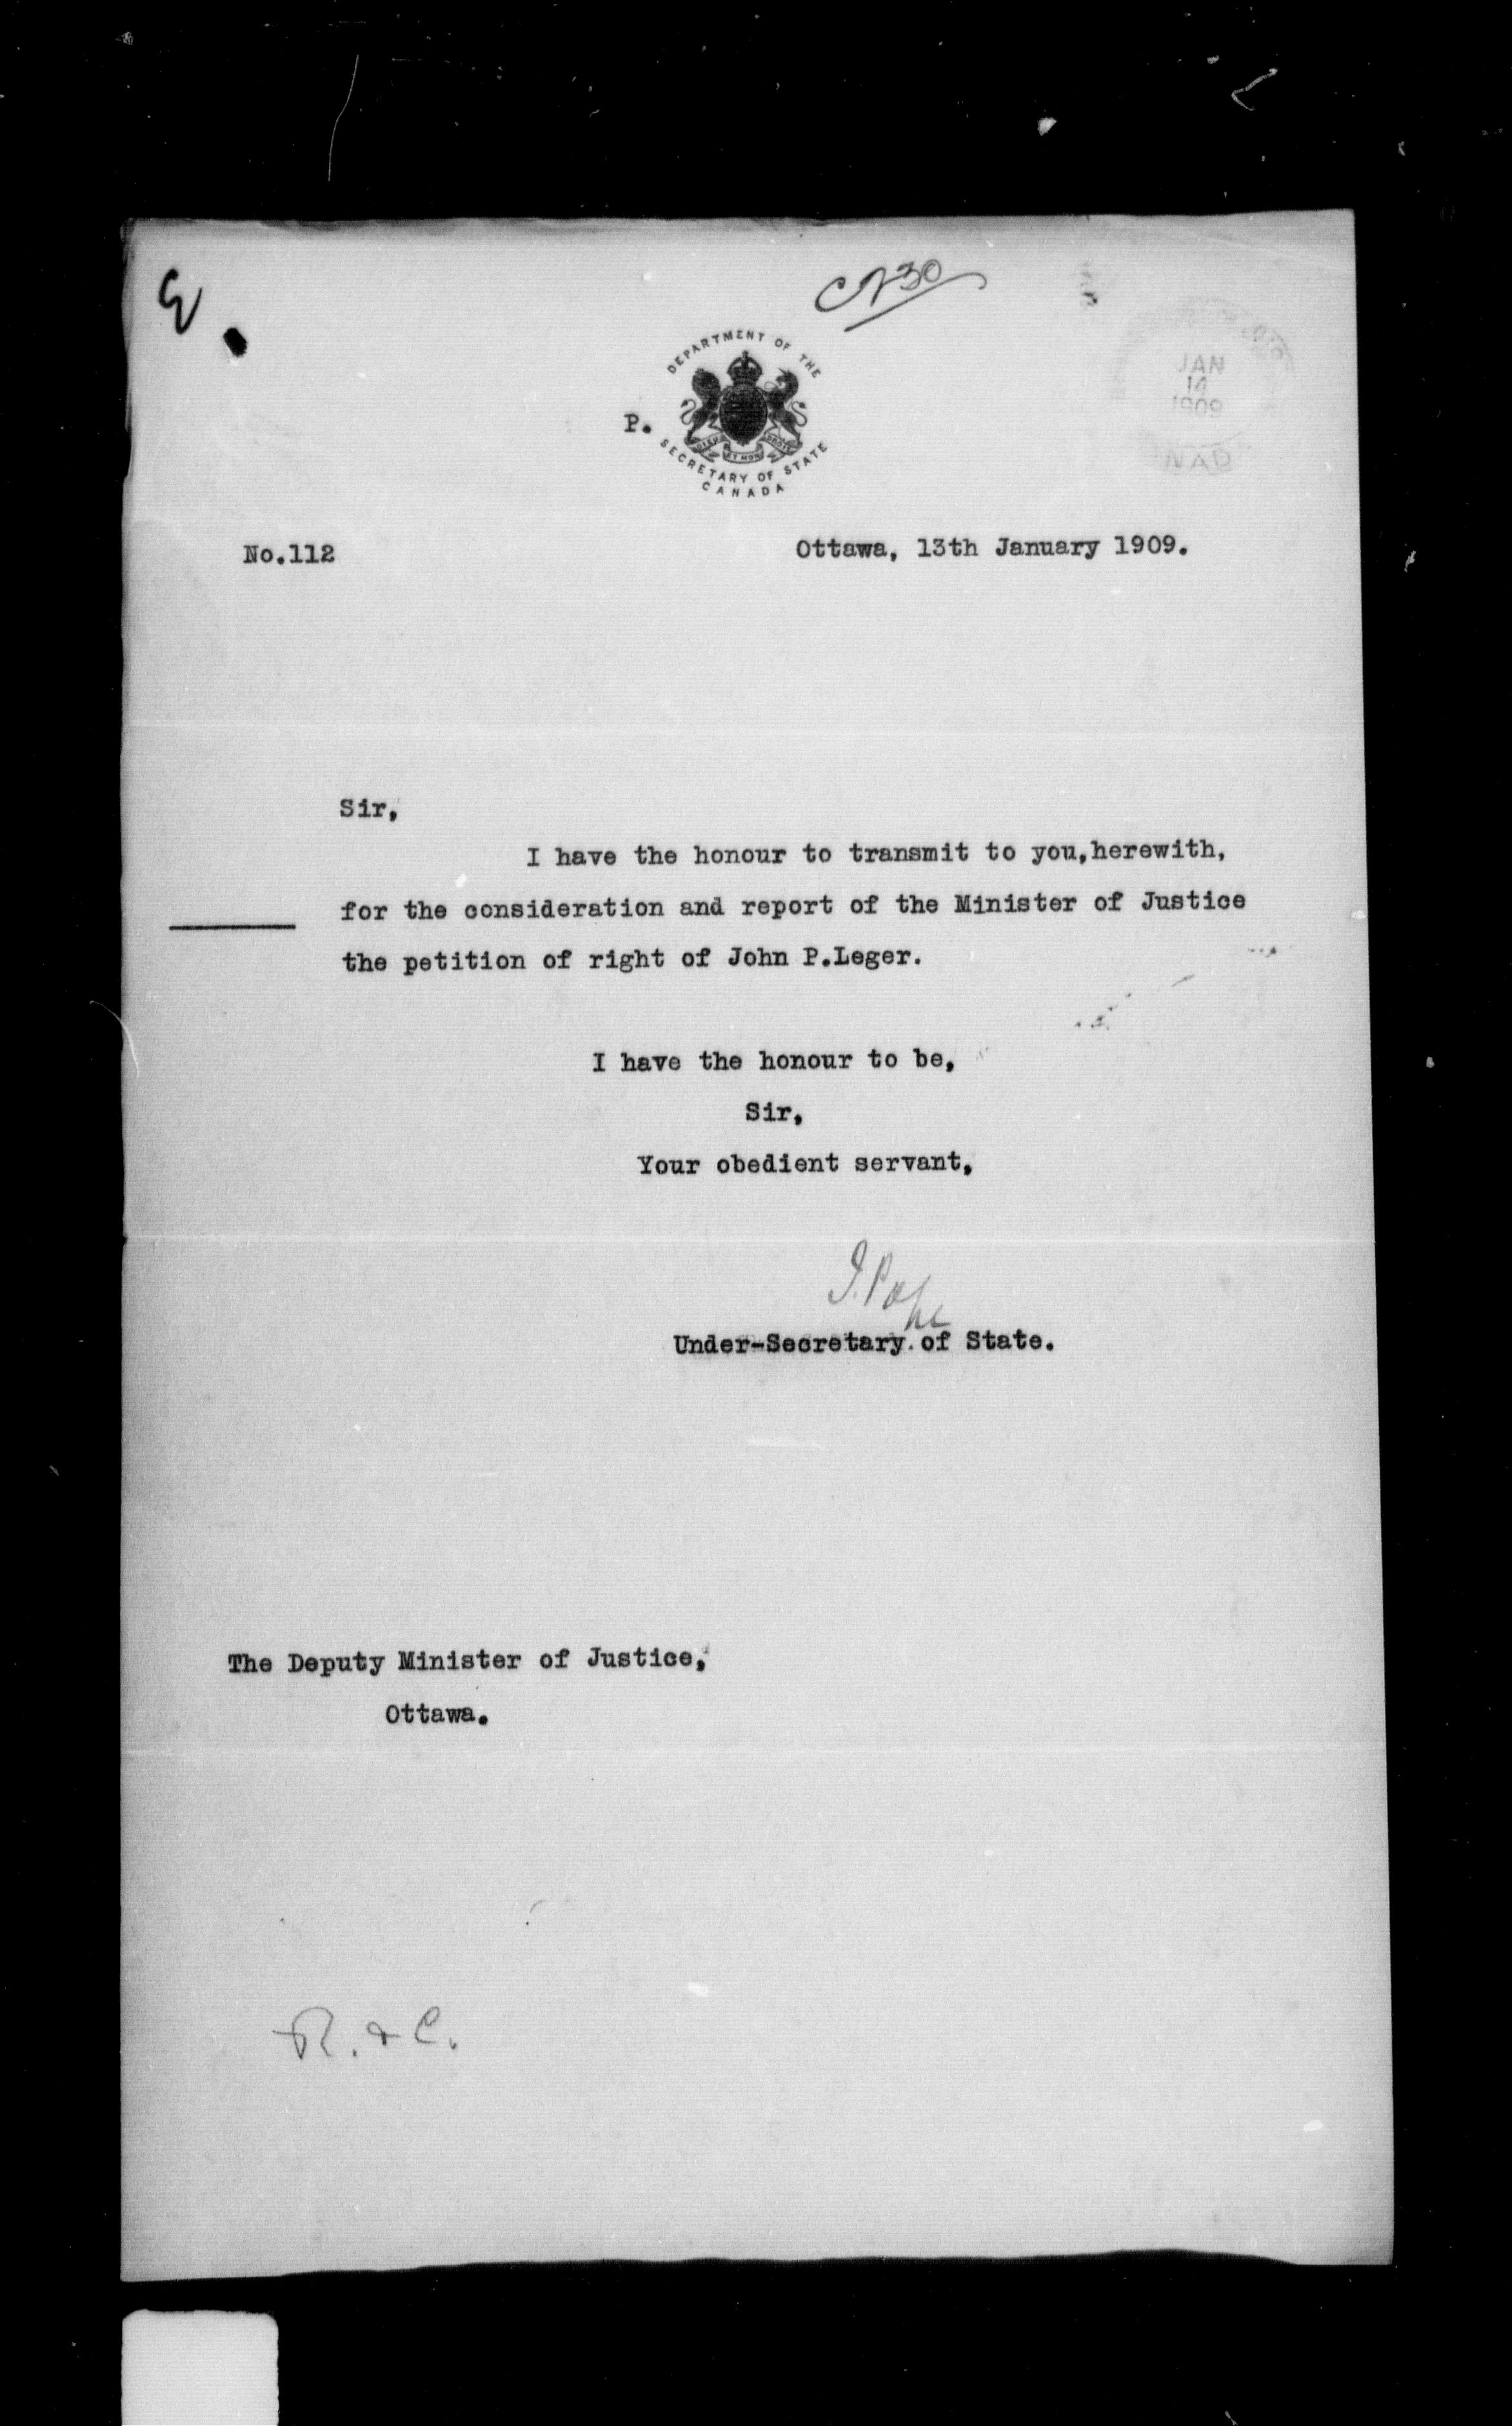 DEPARTMENT OF THE
P.
SECRETARY OF STATE
CANADA
JAN
14
1909
No.112
Ottawa, 13th January 1909.
Sir,
I have the honour to transmit to you,herewith,
for the consideration and report of the Minister of Justice
the petition of right of John P.Leger.
I have the honour to be,
Sir,
Your obedient servant,
J. Pope
Under-Secretary of State.
The Deputy Minister of Justice,
Ottawa.
R. & C.